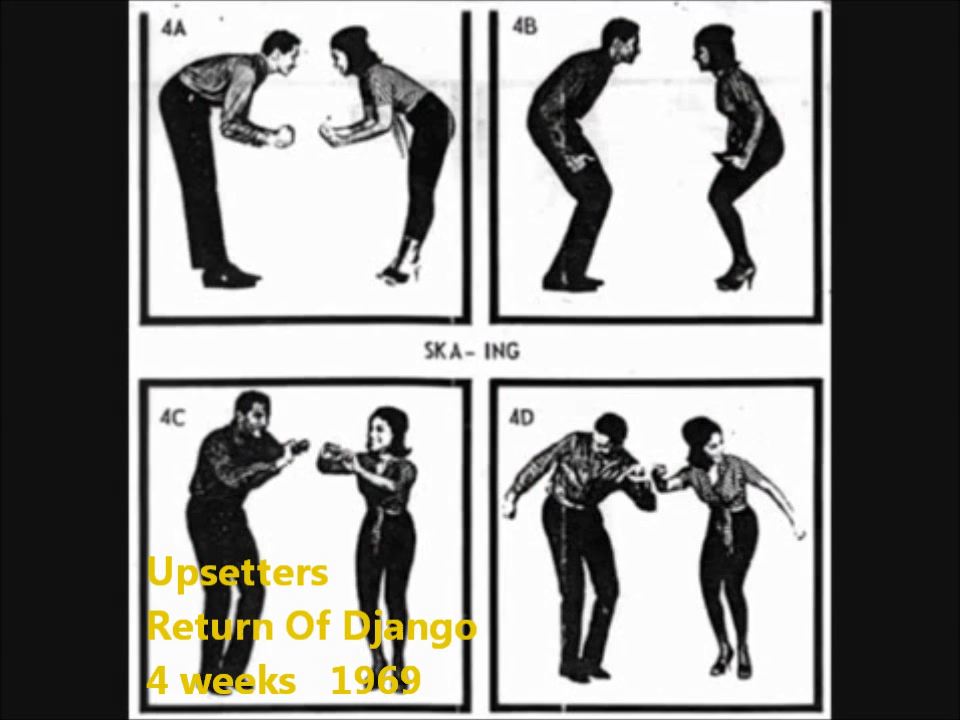 4A
4B
SKA- ING
4C
4D
Upsetters
Return Of Django
4 weeks 1969